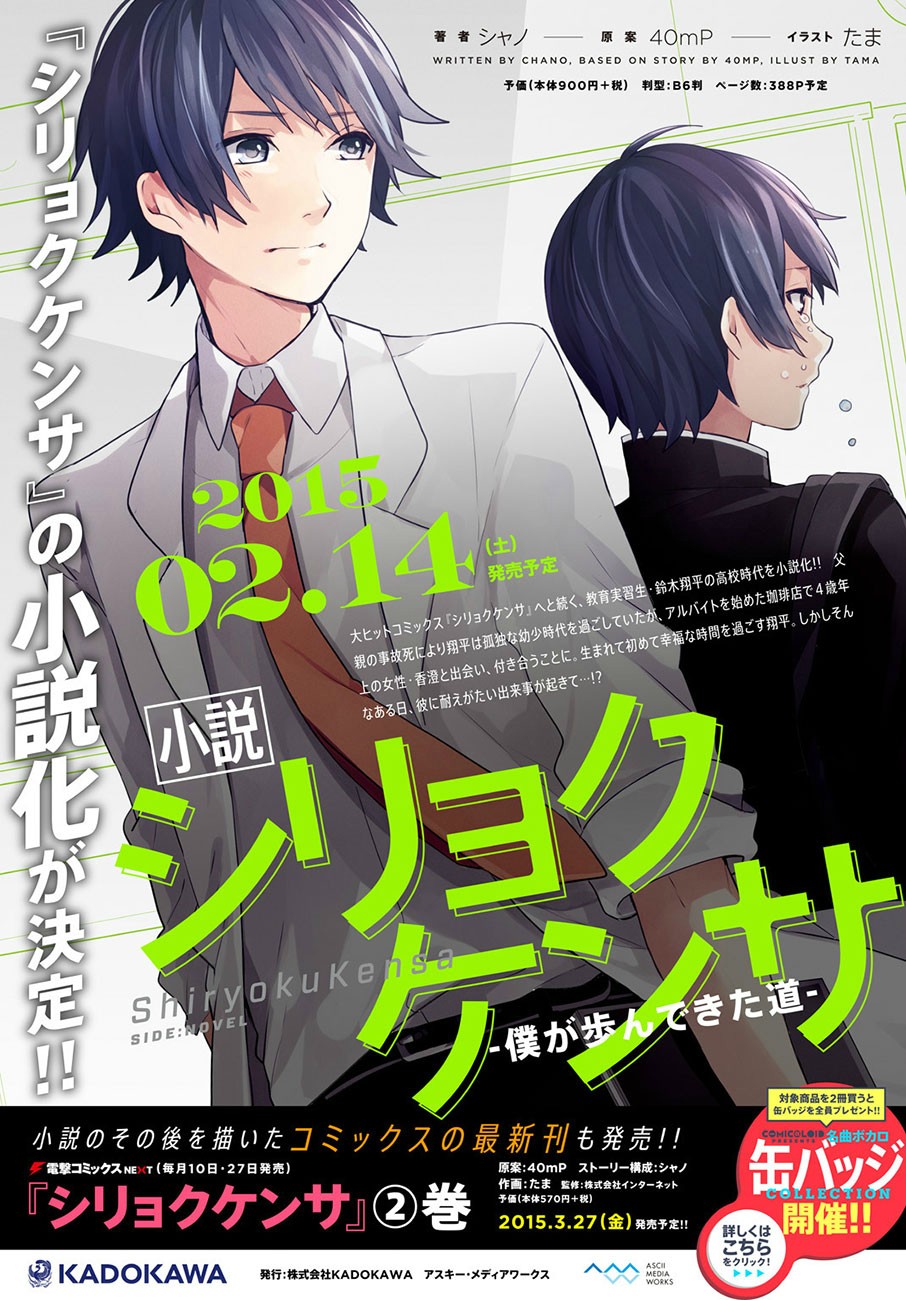 『シリョクケンサ』の小説化が決定!!
著者 シャノ ── 原案 40mP ── イラスト たま
WRITTEN BY CHANO, BASED ON STORY BY 40MP, ILLUST BY TAMA
予価(本体900円+税) 判型:B6判 ページ数:388P予定
2015
02.14
(土)
発売予定
大ヒットコミックス『シリョクケンサ』へと続く、教育実習生・鈴木翔平の高校時代を小説化!! 父
親の事故死により翔平は孤独な幼少時代を過ごしていたが、アルバイトを始めた珈琲店で4歳年
上の女性・香澄と出会い、付き合うことに。生まれて初めて幸福な時間を過ごす翔平。しかしそん
なある日、彼に耐えがたい出来事が起きて…!?
小説
シリョク
ケンサ
ShiryokuKensa
SIDE:NOVEL
-僕が歩んできた道-
小説のその後を描いたコミックスの最新刊も発売!!
電撃コミックスNEXT(毎月10日・27日発売)
『シリョクケンサ』②巻
原案:40mP ストーリー構成:シャノ
作画:たま 監修:株式会社インターネット
予価(本体570円+税)
2015.3.27(金)発売予定!!
対象商品を2冊買うと
缶バッジを全員プレゼント!!
COMICOLOID
PRESENTS
名曲ボカロ
缶バッジ
COLLECTION
開催!!
詳しくは
こちら
をクリック!
KADOKAWA
発行:株式会社KADOKAWA アスキー・メディアワークス
ASCII
MEDIA
WORKS